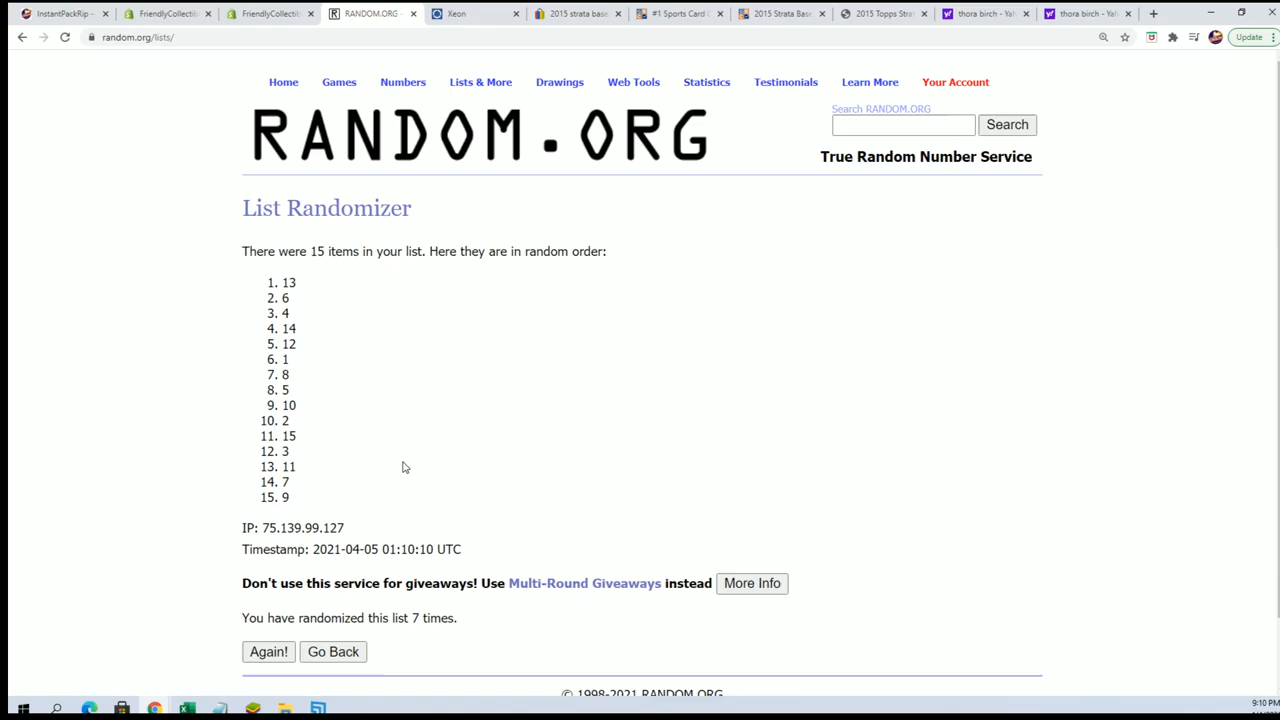 InstantPackRip –
FriendlyCollectib
FriendlyCollectib
RANDOM.ORG -
Xeon
2015 strata base
#1 Sports Card
2015 Strata Base
2015 Topps Stra
thora birch - Yah
thora birch - Yah
random.org/lists/
Update
Home Games Numbers Lists & More Drawings Web Tools Statistics Testimonials Learn More Your Account
Search RANDOM.ORG
RANDOM.ORG
Search
True Random Number Service
List Randomizer
There were 15 items in your list. Here they are in random order:
1. 13
2. 6
3. 4
4. 14
5. 12
6. 1
7. 8
8. 5
9. 10
10. 2
11. 15
12. 3
13. 11
14. 7
15. 9
IP: 75.139.99.127
Timestamp: 2021-04-05 01:10:10 UTC
Don't use this service for giveaways! Use Multi-Round Giveaways instead More Info
You have randomized this list 7 times.
Again! Go Back
© 1998-2021 RANDOM.ORG
9:10 PM